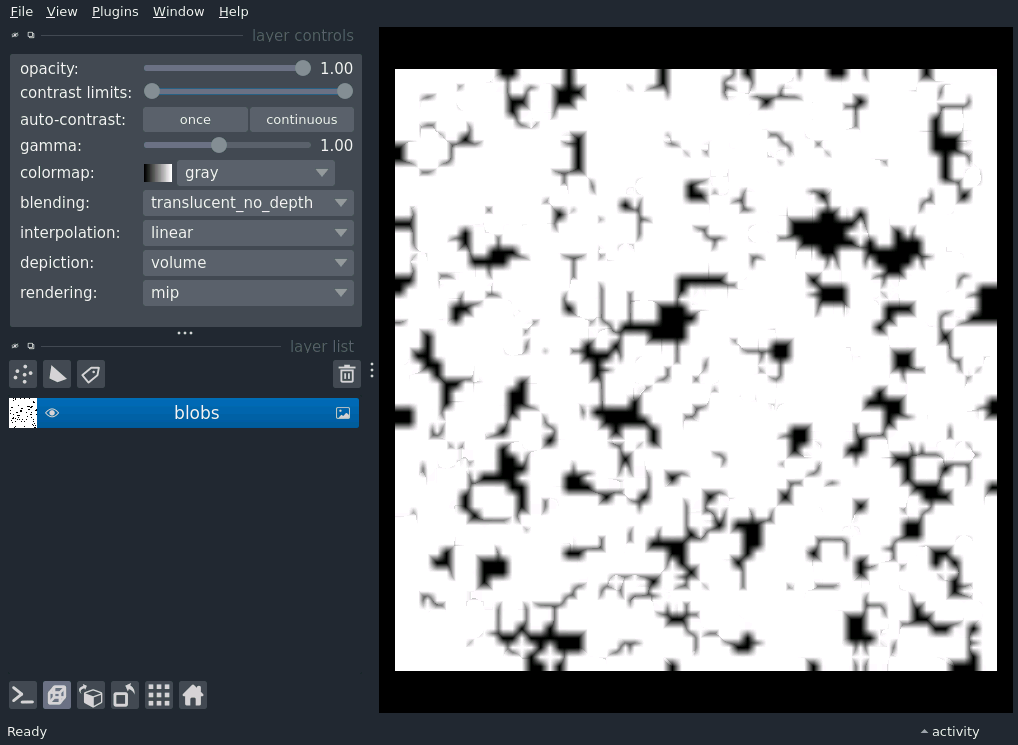 File View Plugins Window Help
layer controls
opacity: 1.00
contrast limits:
auto-contrast: once continuous
gamma: 1.00
colormap: gray
blending: translucent_no_depth
interpolation: linear
depiction: volume
rendering: mip
layer list
blobs
Ready
activity